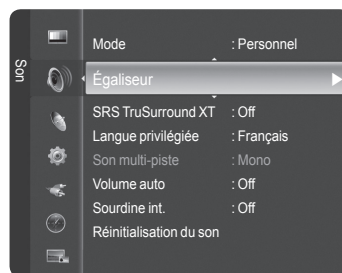 Son
Mode : Personnel
Égaliseur
SRS TruSurround XT : Off
Langue privilégiée : Français
Son multi-piste : Mono
Volume auto : Off
Sourdine int. : Off
Réinitialisation du son